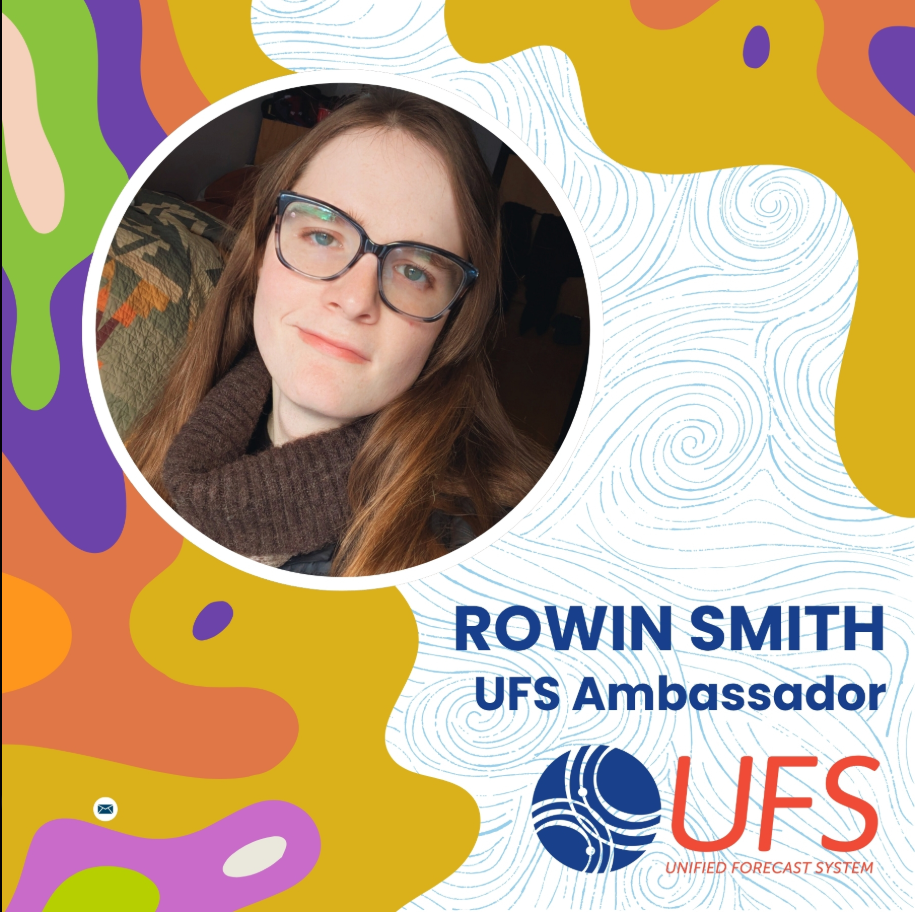 ROWIN SMITH
UFS Ambassador
UFS
UNIFIED FORECAST SYSTEM